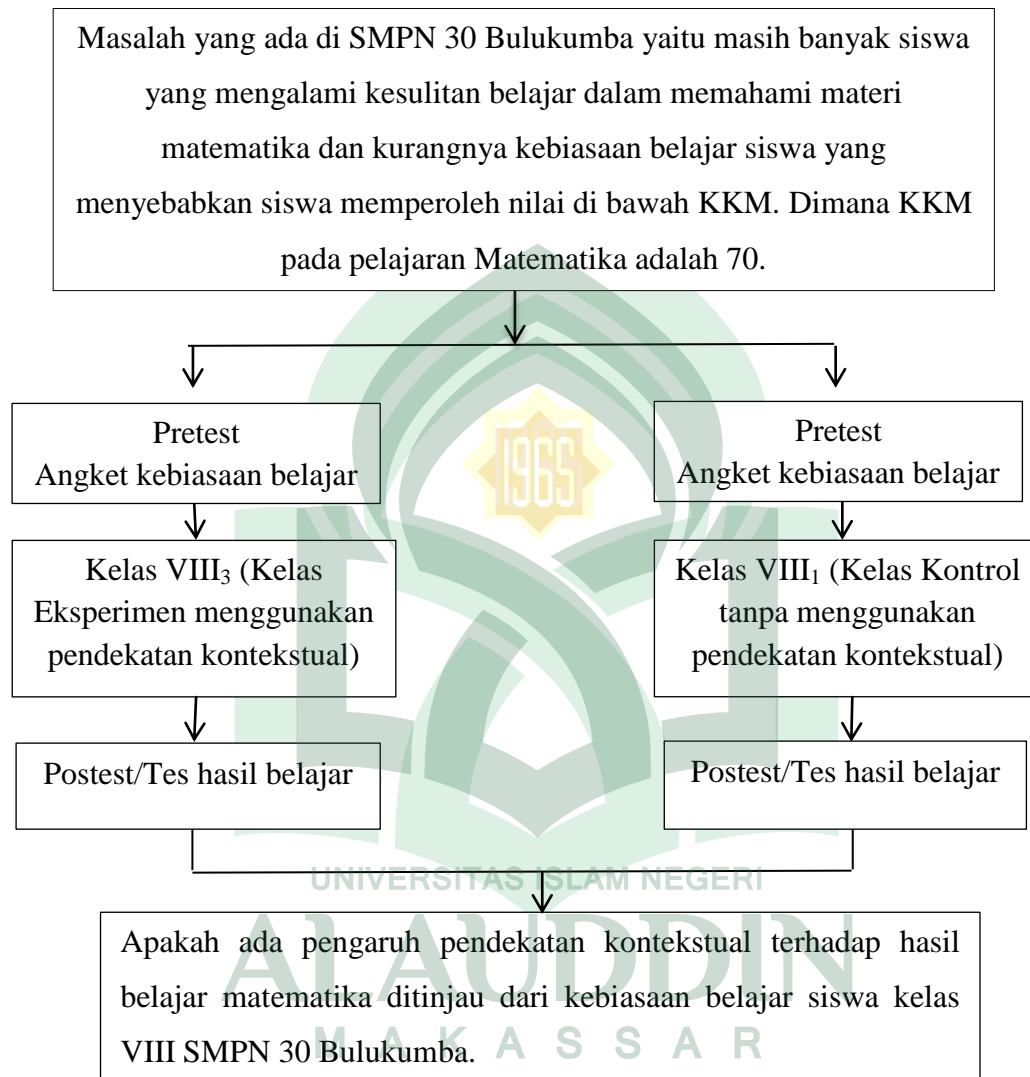 Masalah yang ada di SMPN 30 Bulukumba yaitu masih banyak siswa
yang mengalami kesulitan belajar dalam memahami materi
matematika dan kurangnya kebiasaan belajar siswa yang
menyebabkan siswa memperoleh nilai di bawah KKM. Dimana KKM
pada pelajaran Matematika adalah 70.
Pretest
Angket kebiasaan belajar
Pretest
Angket kebiasaan belajar
1965
Kelas VIII₃ (Kelas
Eksperimen menggunakan
pendekatan kontekstual)
Kelas VIII₁ (Kelas Kontrol
tanpa menggunakan
pendekatan kontekstual)
Postest/Tes hasil belajar
Postest/Tes hasil belajar
UNIVERSITAS ISLAM NEGERI
ALAUDDIN
MAKASSAR
Apakah ada pengaruh pendekatan kontekstual terhadap hasil
belajar matematika ditinjau dari kebiasaan belajar siswa kelas
VIII SMPN 30 Bulukumba.